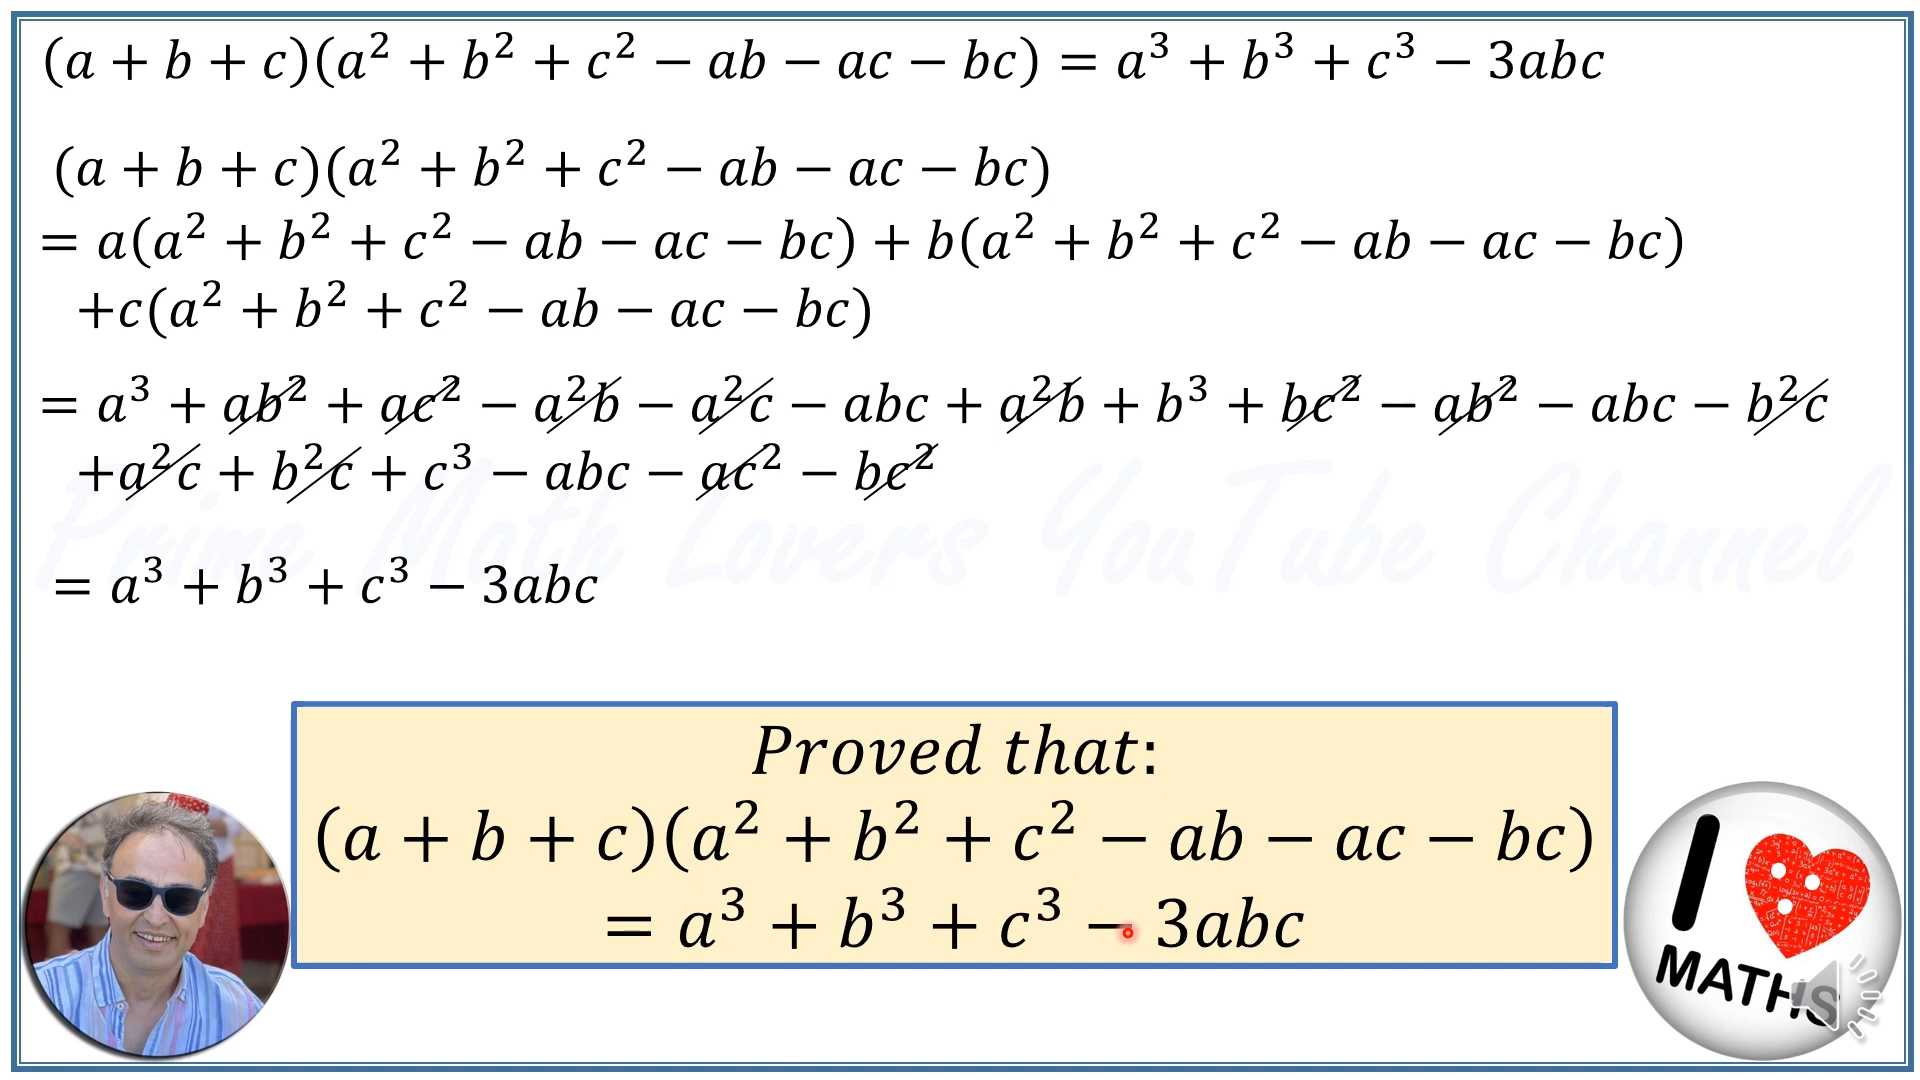 (a + b + c)(a² + b² + c² − ab − ac − bc) = a³ + b³ + c³ − 3abc
(a + b + c)(a² + b² + c² − ab − ac − bc)
= a(a² + b² + c² − ab − ac − bc) + b(a² + b² + c² − ab − ac − bc)
+c(a² + b² + c² − ab − ac − bc)
= a³ + ab² + ac² − a²b − a²c − abc + a²b + b³ + bc² − ab² − abc − b²c
+a²c + b²c + c³ − abc − ac² − bc²
Prime Math Lovers YouTube Channel
= a³ + b³ + c³ − 3abc
Proved that:
(a + b + c)(a² + b² + c² − ab − ac − bc)
= a³ + b³ + c³ − 3abc
I
MATHS